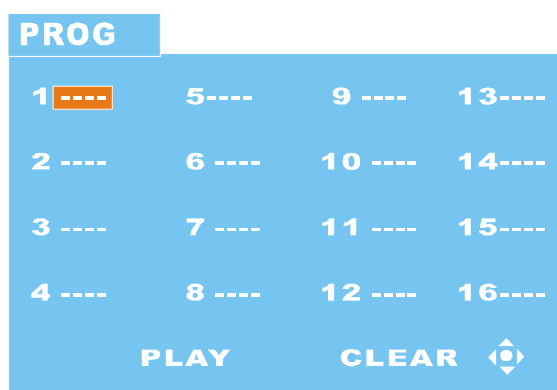 PROG
1 ---- 5---- 9 ---- 13----
2 ---- 6 ---- 10 ---- 14----
3 ---- 7 ---- 11 ---- 15----
4 ---- 8 ---- 12 ---- 16----
PLAY CLEAR